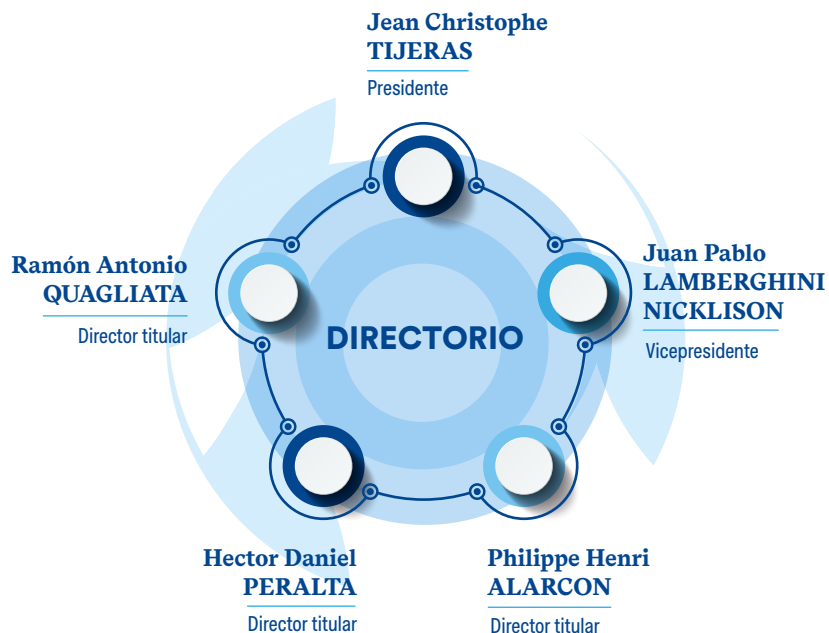 Jean Christophe
TIJERAS
Presidente
Juan Pablo
LAMBERGHINI
NICKLISON
Vicepresidente
Ramón Antonio
QUAGLIATA
Director titular
DIRECTORIO
Hector Daniel
PERALTA
Director titular
Philippe Henri
ALARCON
Director titular